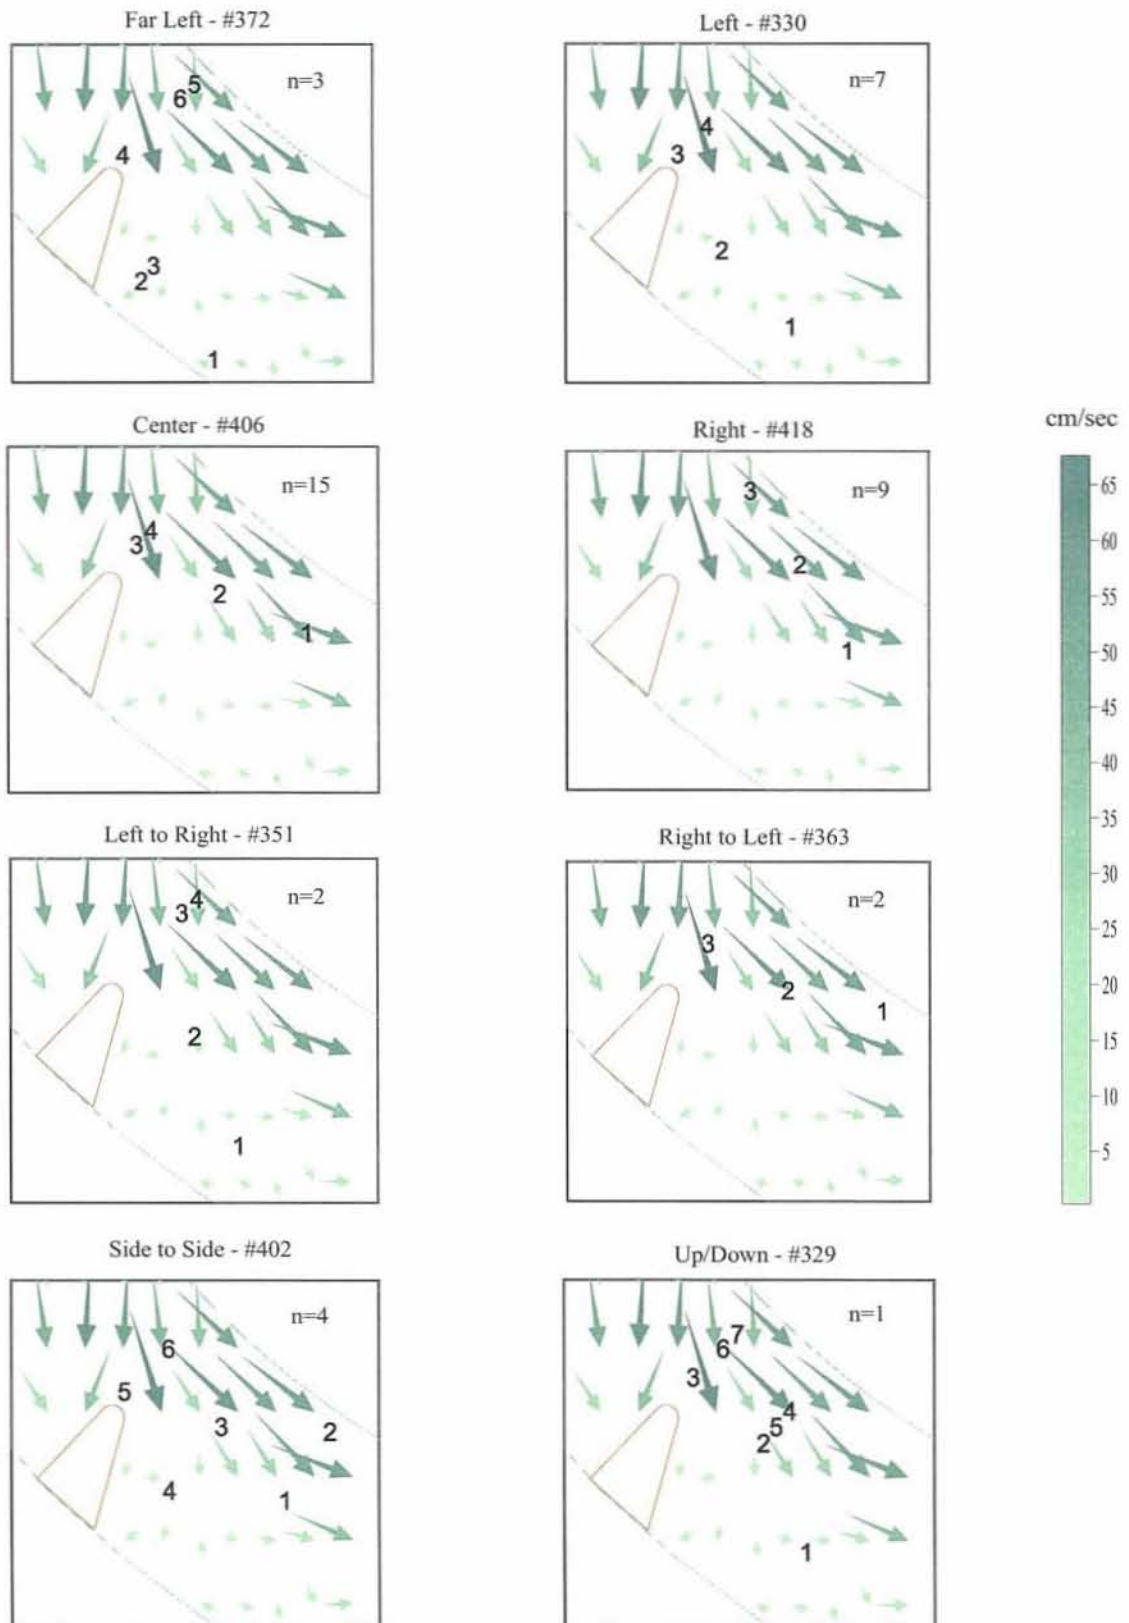 Far Left - #372
n=3
5
6
4
3
2
1
Left - #330
n=7
4
3
2
1
Center - #406
n=15
4
3
2
1
Right - #418
n=9
3
2
1
cm/sec
65
60
55
50
45
40
35
30
25
20
15
10
5
Left to Right - #351
n=2
4
3
2
1
Right to Left - #363
n=2
3
2
1
Side to Side - #402
n=4
6
5
3
2
4
1
Up/Down - #329
n=1
7
6
3
4
5
2
1